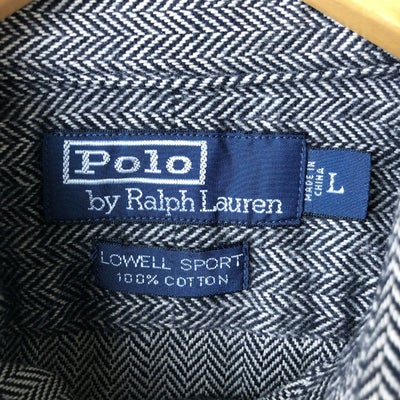 Polo
by Ralph Lauren
MADE IN
CHINA
L
LOWELL SPORT
100% COTTON